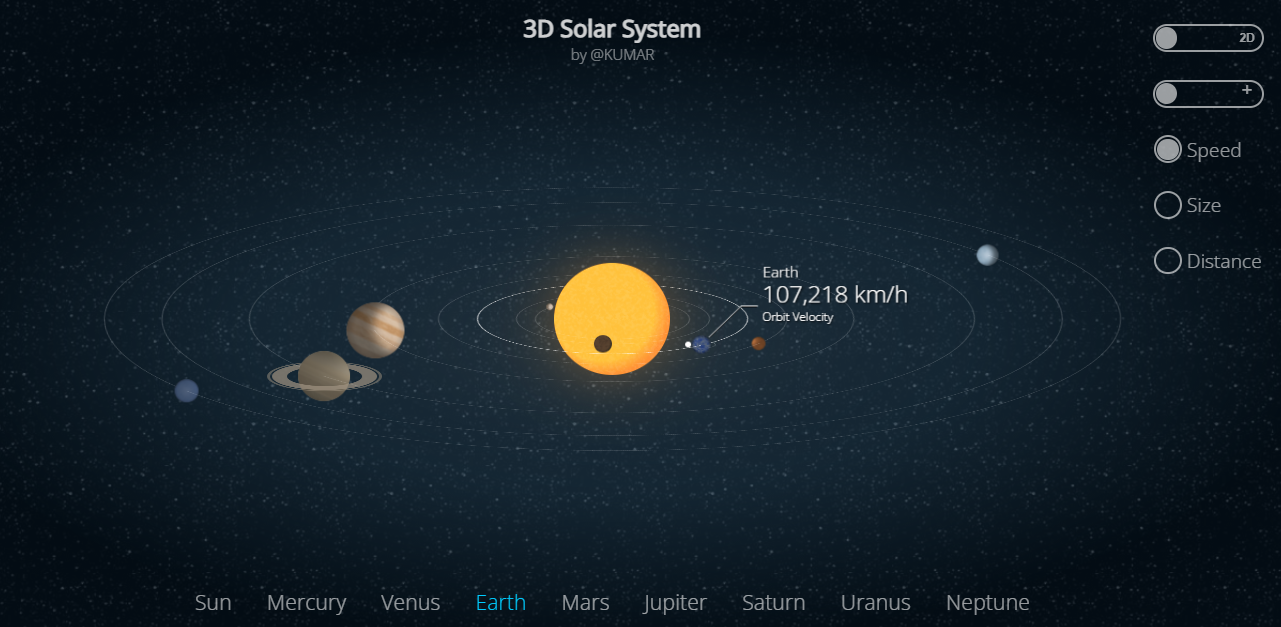 3D Solar System
by @KUMAR
2D
+
Speed
Size
Distance
Earth
107,218 km/h
Orbit Velocity
Sun Mercury Venus Earth Mars Jupiter Saturn Uranus Neptune